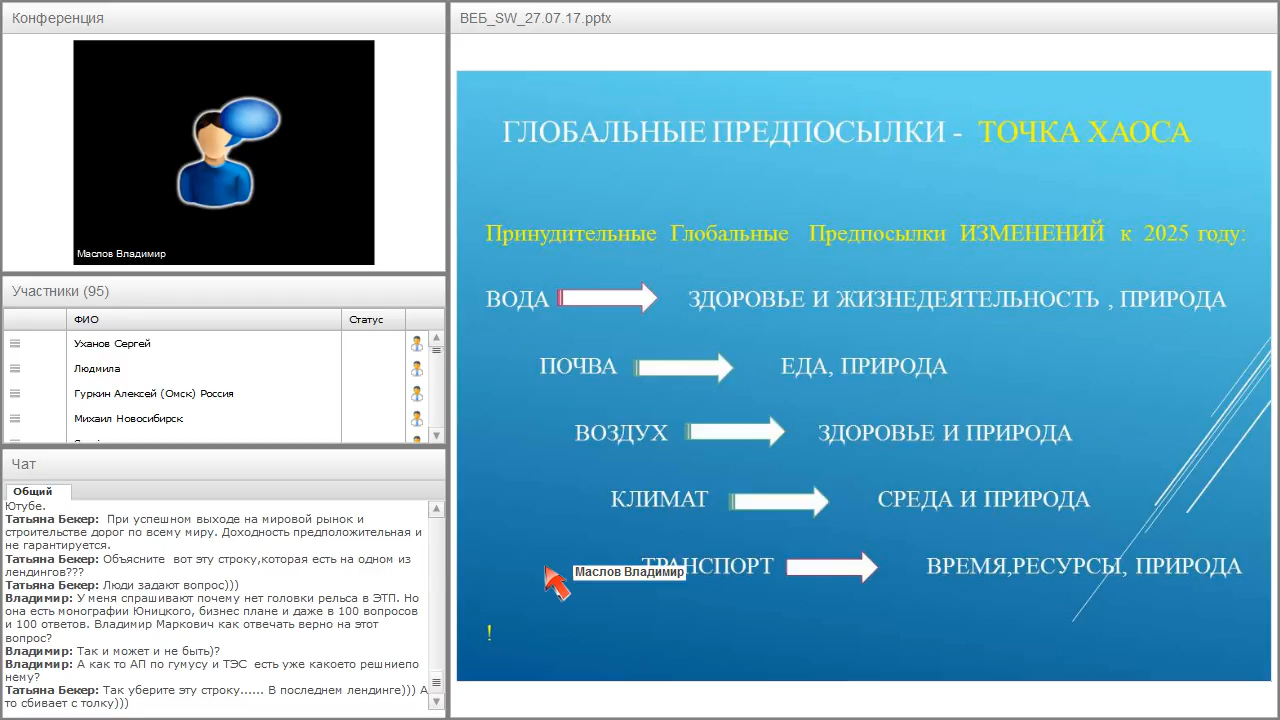 Конференция
Маслов Владимир
Участники (95)
ФИО
Статус
Уханов Сергей
Людмила
Гуркин Алексей (Омск) Россия
Михаил Новосибирск
Чат
Общий
Ютубе.
Татьяна Бекер: При успешном выходе на мировой рынок и
строительстве дорог по всему миру. Доходность предположительная и
не гарантируется.
Татьяна Бекер: Объясните вот эту строку,которая есть на одном из
лендингов???
Татьяна Бекер: Люди задают вопрос)))
Владимир: У меня спрашивают почему нет головки рельса в ЭТП. Но
она есть монографии Юницкого, бизнес плане и даже в 100 вопросов
и 100 ответов. Владимир Маркович как отвечать верно на этот
вопрос?
Владимир: Так и может и не быть)?
Владимир: А как то АП по гумусу и ТЭС есть уже какоето решниепо
нему?
Татьяна Бекер: Так уберите эту строку...... В последнем лендинге))) А
то сбивает с толку)))
ВЕБ_SW_27.07.17.pptx
ГЛОБАЛЬНЫЕ ПРЕДПОСЫЛКИ - ТОЧКА ХАОСА
Принудительные Глобальные Предпосылки ИЗМЕНЕНИЙ к 2025 году:
ВОДА ЗДОРОВЬЕ И ЖИЗНЕДЕЯТЕЛЬНОСТЬ , ПРИРОДА
ПОЧВА ЕДА, ПРИРОДА
ВОЗДУХ ЗДОРОВЬЕ И ПРИРОДА
КЛИМАТ СРЕДА И ПРИРОДА
ТРАНСПОРТ ВРЕМЯ,РЕСУРСЫ, ПРИРОДА
Маслов Владимир
!